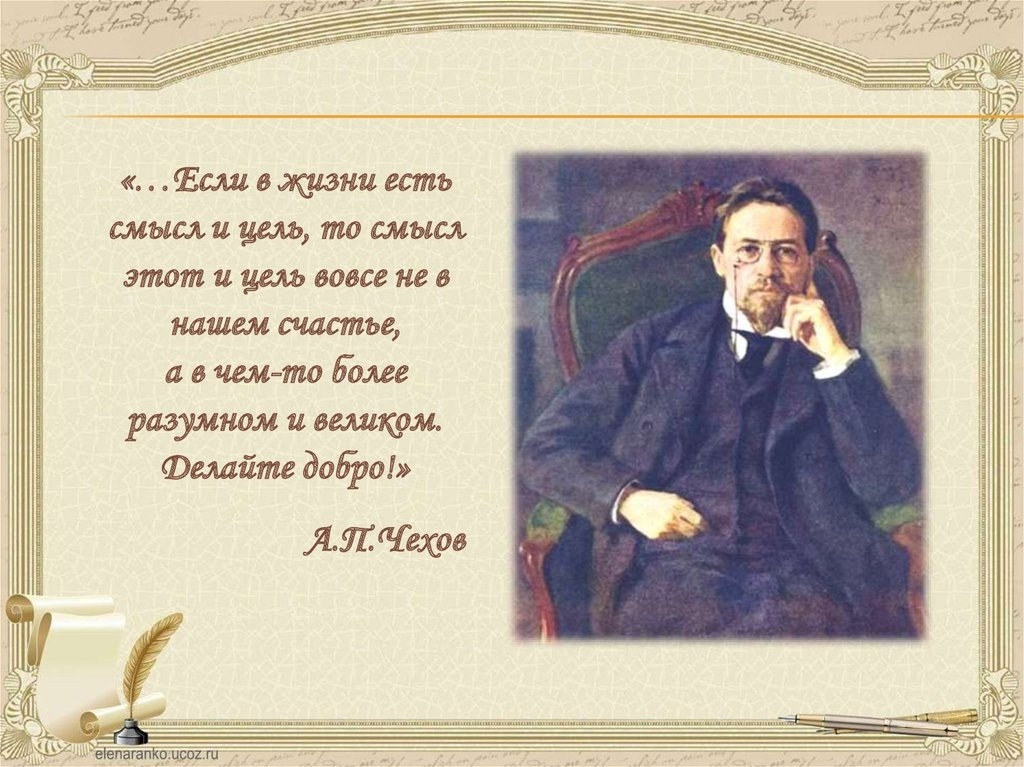 «…Если в жизни есть
смысл и цель, то смысл
этот и цель вовсе не в
нашем счастье,
а в чем-то более
разумном и великом.
Делайте добро!»
А.П.Чехов
elenaranko.ucoz.ru